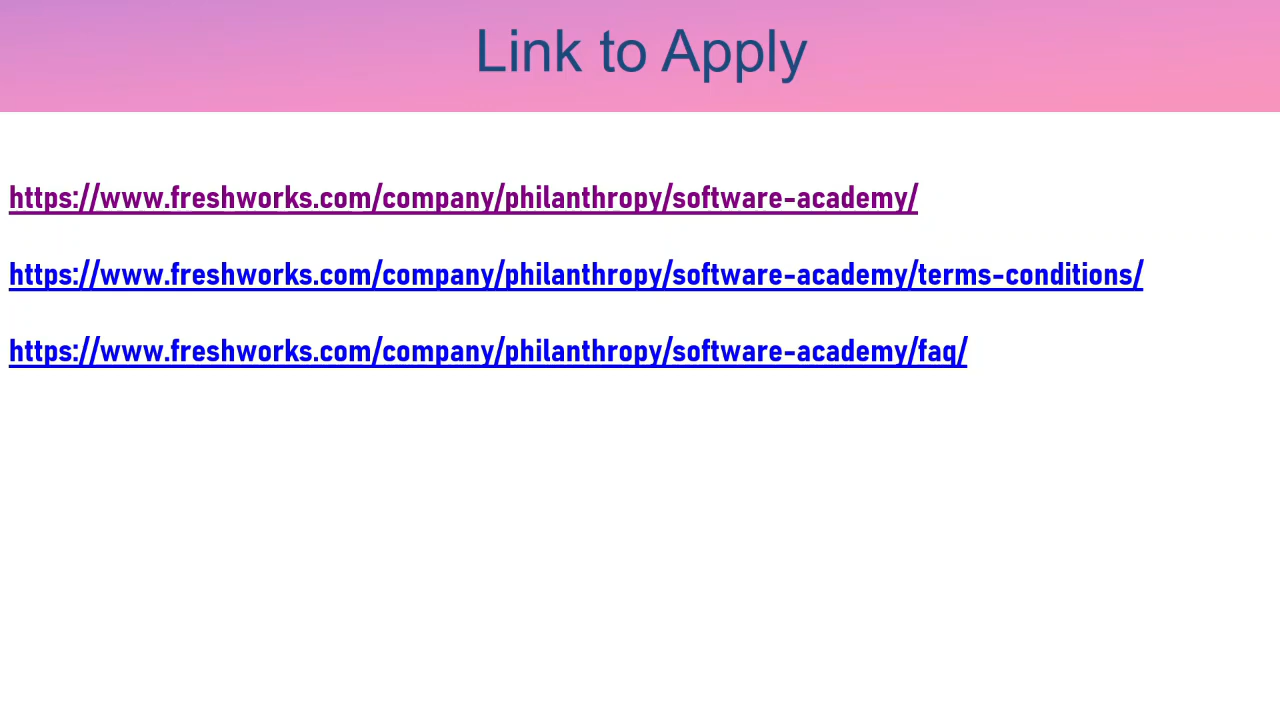 Link to Apply
https://www.freshworks.com/company/philanthropy/software-academy/
https://www.freshworks.com/company/philanthropy/software-academy/terms-conditions/
https://www.freshworks.com/company/philanthropy/software-academy/faq/